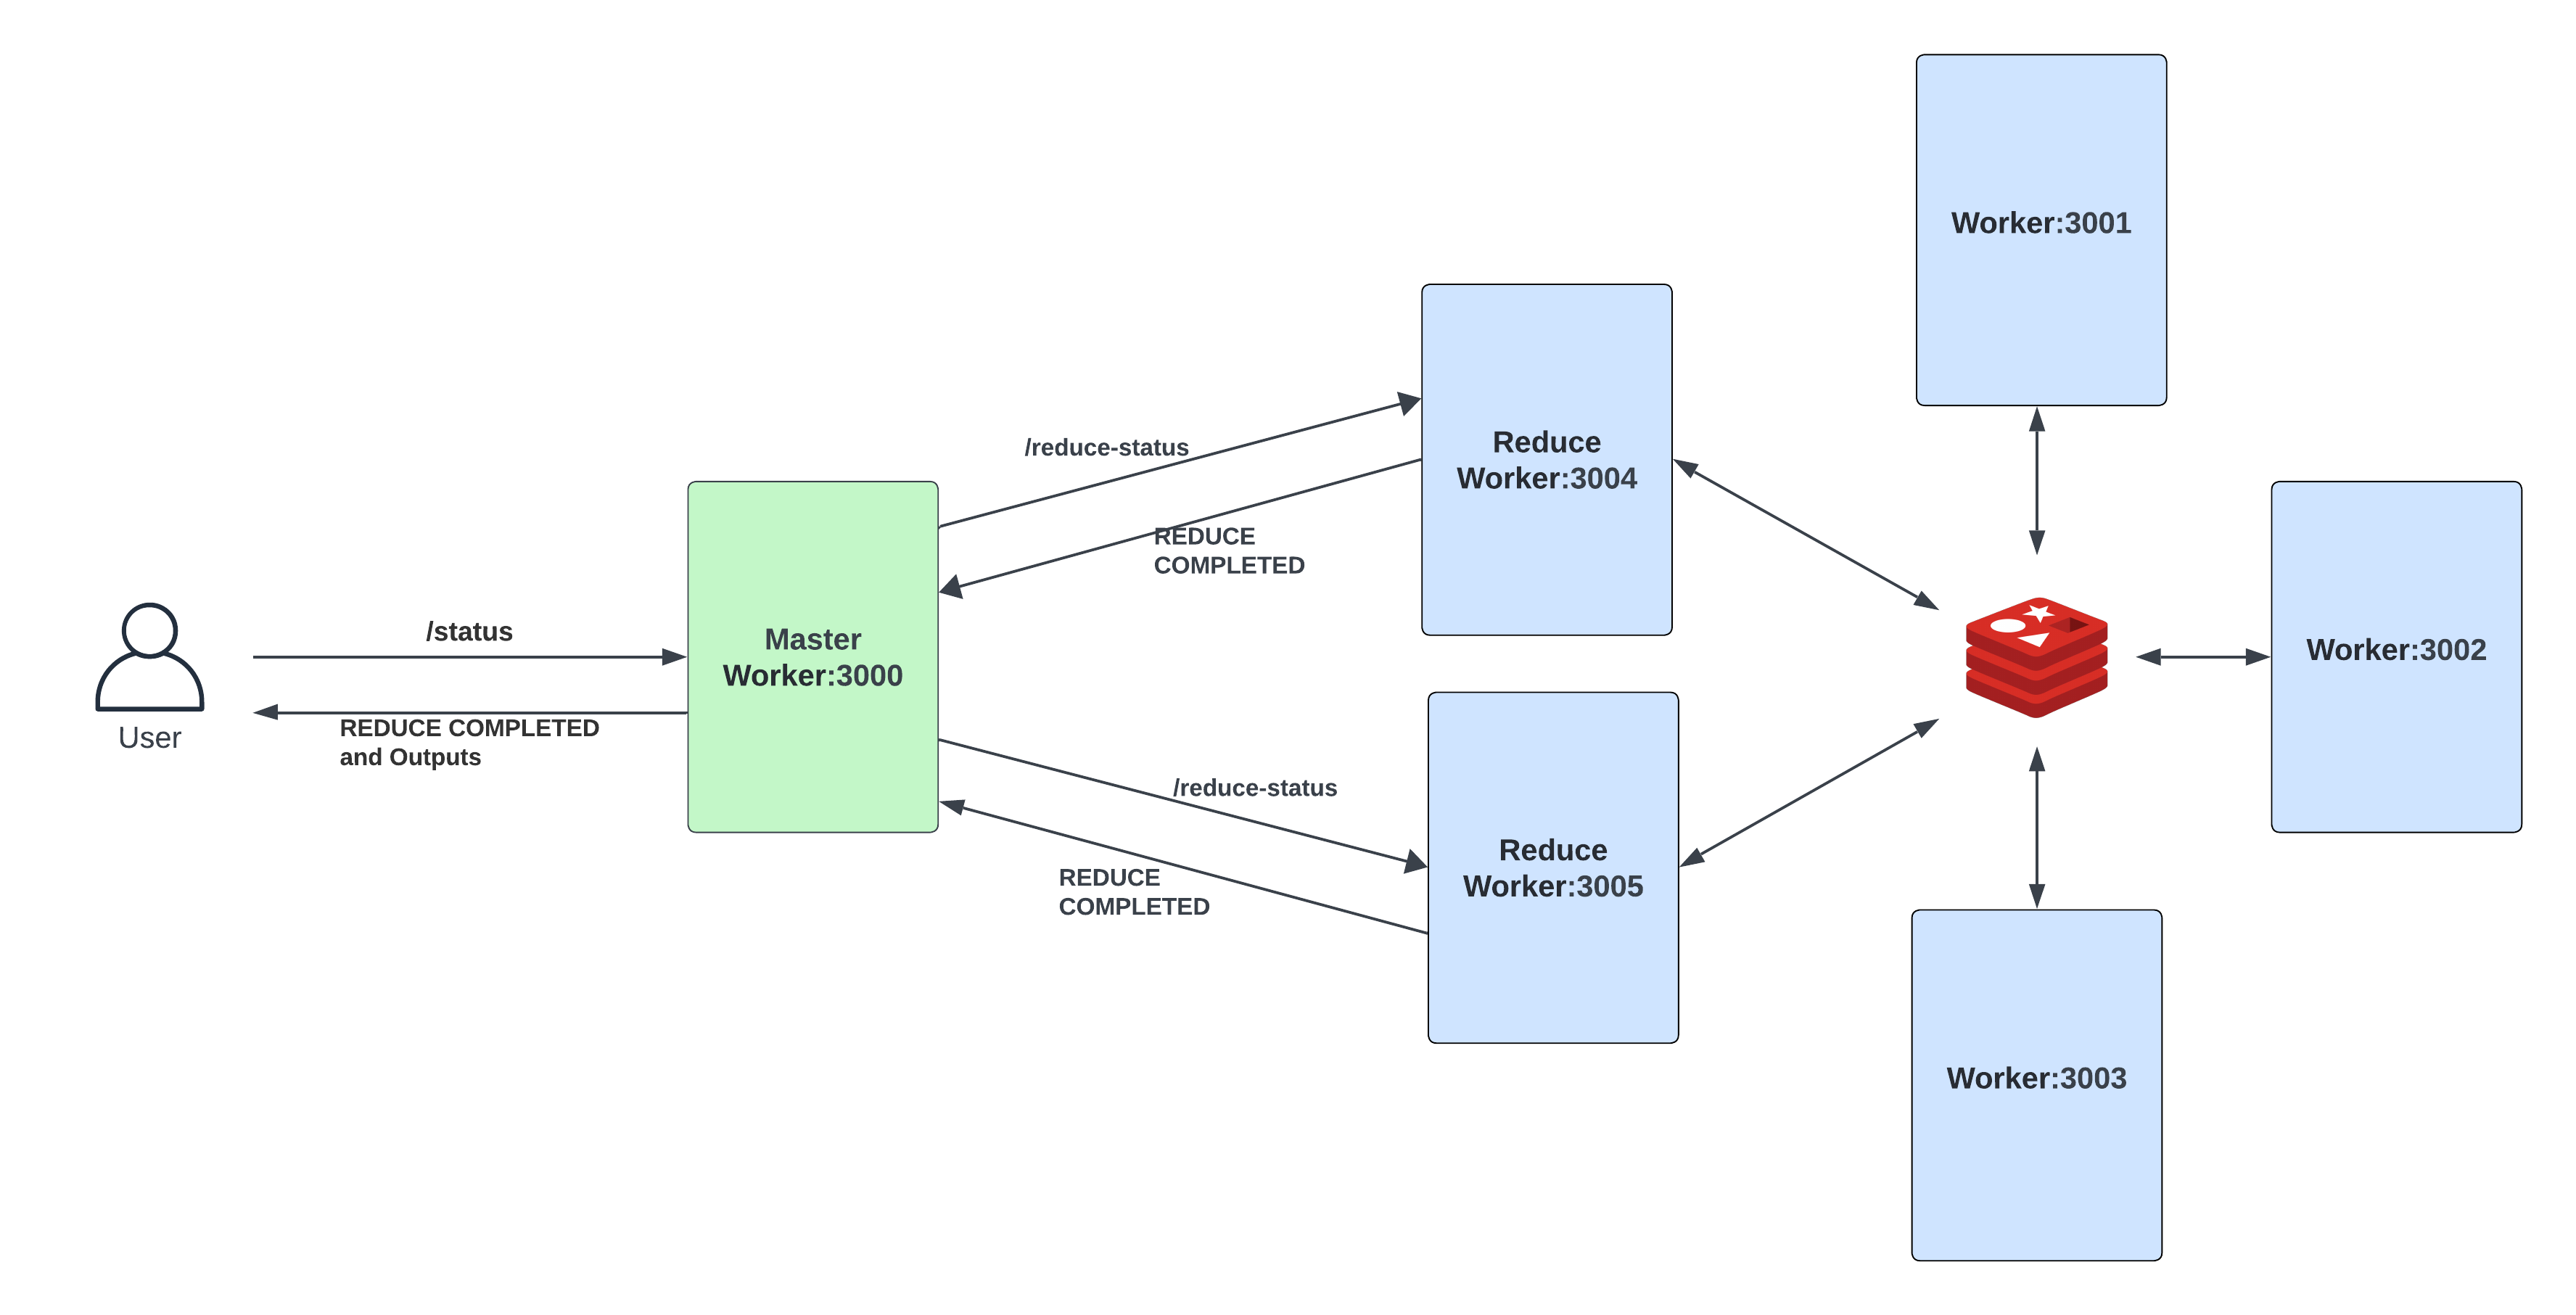 Worker:3001
Reduce
Worker:3004
/reduce-status
REDUCE
COMPLETED
Master
Worker:3000
/status
REDUCE COMPLETED
and Outputs
User
Worker:3002
/reduce-status
REDUCE
COMPLETED
Reduce
Worker:3005
Worker:3003